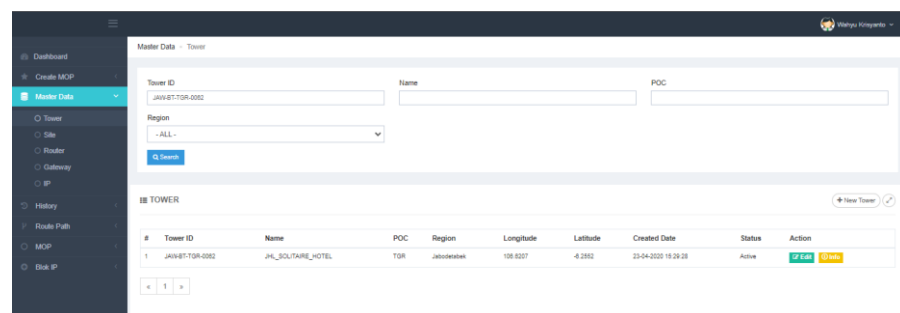 Wahyu Krisyanto
Master Data - Tower
Dashboard
Create MOP
Master Data
Tower
Site
Router
Gateway
IP
History
Route Path
MOP
Blok IP
Tower ID Name POC
JAW-BT-TGR-0062
Region
- ALL -
Search
TOWER
+ New Tower
# Tower ID Name POC Region Longitude Latitude Created Date Status Action
1 JAW-BT-TGR-0062 JHL_SOLITAIRE_HOTEL TGR Jabodetabek 106.6207 -6.2552 23-04-2020 15:29:28 Active Edit Info
« 1 »